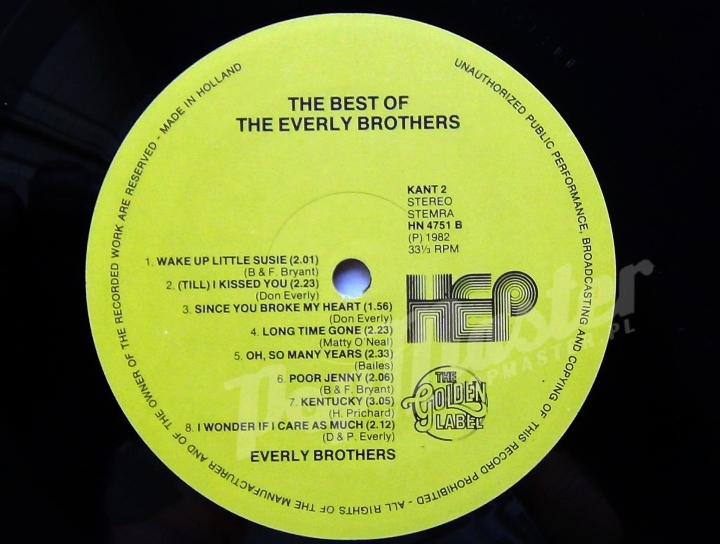 THE BEST OF
THE EVERLY BROTHERS
KANT 2
STEREO
STEMRA
HN 4751 B
(P) 1982
33⅓ RPM
1. WAKE UP LITTLE SUSIE (2.01)
(B & F. Bryant)
2. (TILL) I KISSED YOU (2.23)
(Don Everly)
3. SINCE YOU BROKE MY HEART (1.56)
(Don Everly)
4. LONG TIME GONE (2.23)
(Matty O'Neal)
5. OH, SO MANY YEARS (2.33)
(Bailes)
6. POOR JENNY (2.06)
(B & F. Bryant)
7. KENTUCKY (3.05)
(H. Prichard)
8. I WONDER IF I CARE AS MUCH (2.12)
(D & P. Everly)
EVERLY BROTHERS
HEP
THE
GOLDEN
LABEL
UNAUTHORIZED PUBLIC PERFORMANCE, BROADCASTING AND COPYING OF THIS RECORD PROHIBITED - ALL RIGHTS OF THE MANUFACTURER AND OF THE OWNER OF THE RECORDED WORK ARE RESERVED - MADE IN HOLLAND